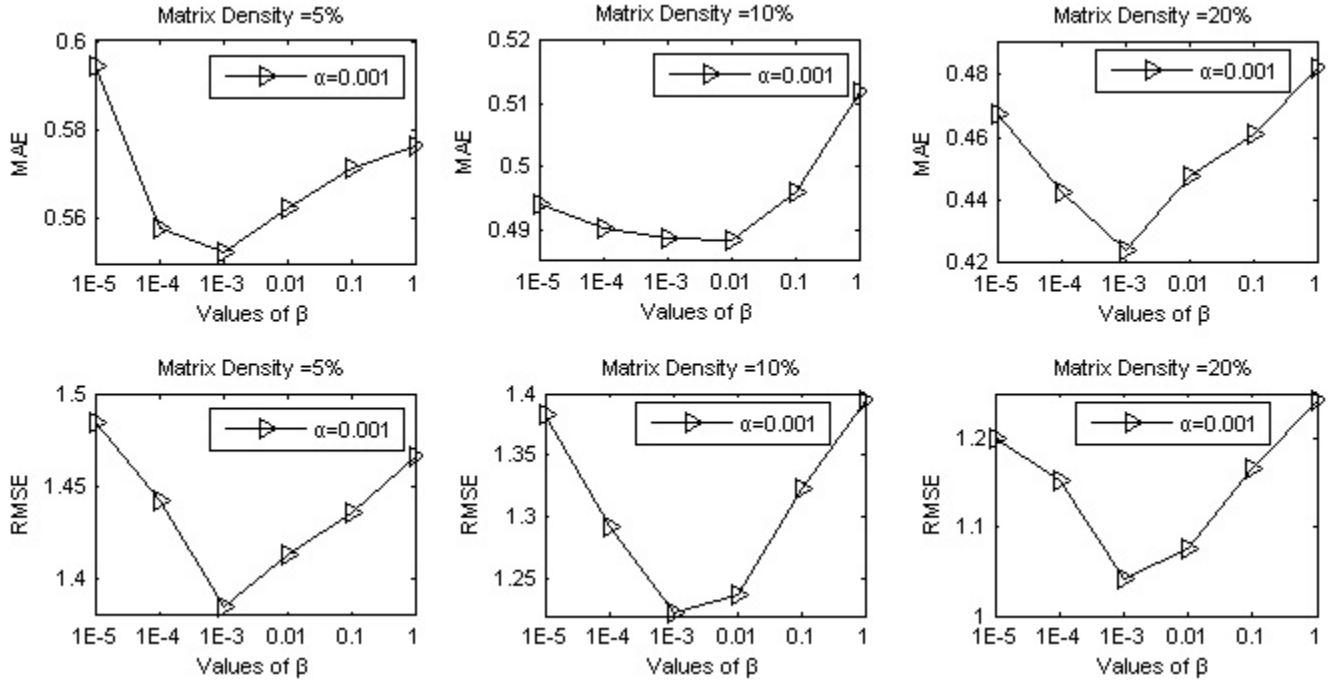 Matrix Density =5%
0.6
0.58
0.56
MAE
α=0.001
1E-5 1E-4 1E-3 0.01 0.1 1
Values of β
Matrix Density =10%
0.52
0.51
0.5
0.49
MAE
α=0.001
1E-5 1E-4 1E-3 0.01 0.1 1
Values of β
Matrix Density =20%
0.48
0.46
0.44
0.42
MAE
α=0.001
1E-5 1E-4 1E-3 0.01 0.1 1
Values of β
Matrix Density =5%
1.5
1.45
1.4
RMSE
α=0.001
1E-5 1E-4 1E-3 0.01 0.1 1
Values of β
Matrix Density =10%
1.4
1.35
1.3
1.25
RMSE
α=0.001
1E-5 1E-4 1E-3 0.01 0.1 1
Values of β
Matrix Density =20%
1.2
1.1
1
RMSE
α=0.001
1E-5 1E-4 1E-3 0.01 0.1 1
Values of β